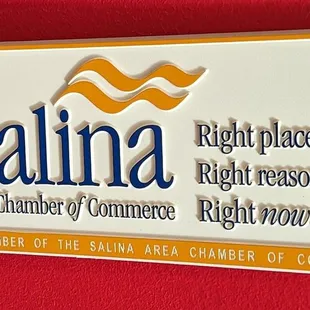 alina
Chamber of Commerce
Right place
Right reaso
Right now
BER OF THE SALINA AREA CHAMBER OF CO